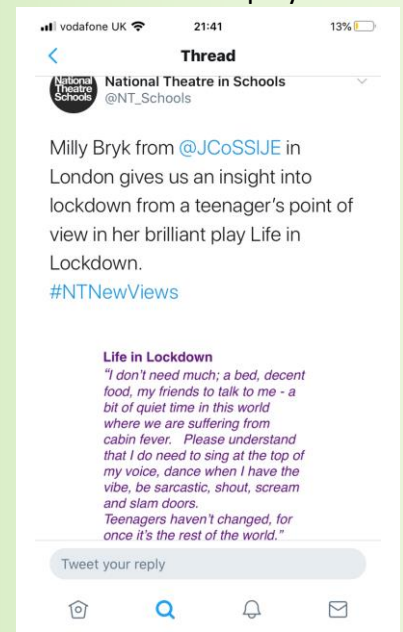 vodafone UK 21:41 13%
Thread
National Theatre Schools
National Theatre in Schools
@NT_Schools
Milly Bryk from @JCoSSIJE in
London gives us an insight into
lockdown from a teenager's point of
view in her brilliant play Life in
Lockdown.
#NTNewViews
Life in Lockdown
"I don't need much; a bed, decent
food, my friends to talk to me - a
bit of quiet time in this world
where we are suffering from
cabin fever. Please understand
that I do need to sing at the top of
my voice, dance when I have the
vibe, be sarcastic, shout, scream
and slam doors.
Teenagers haven't changed, for
once it's the rest of the world."
Tweet your reply